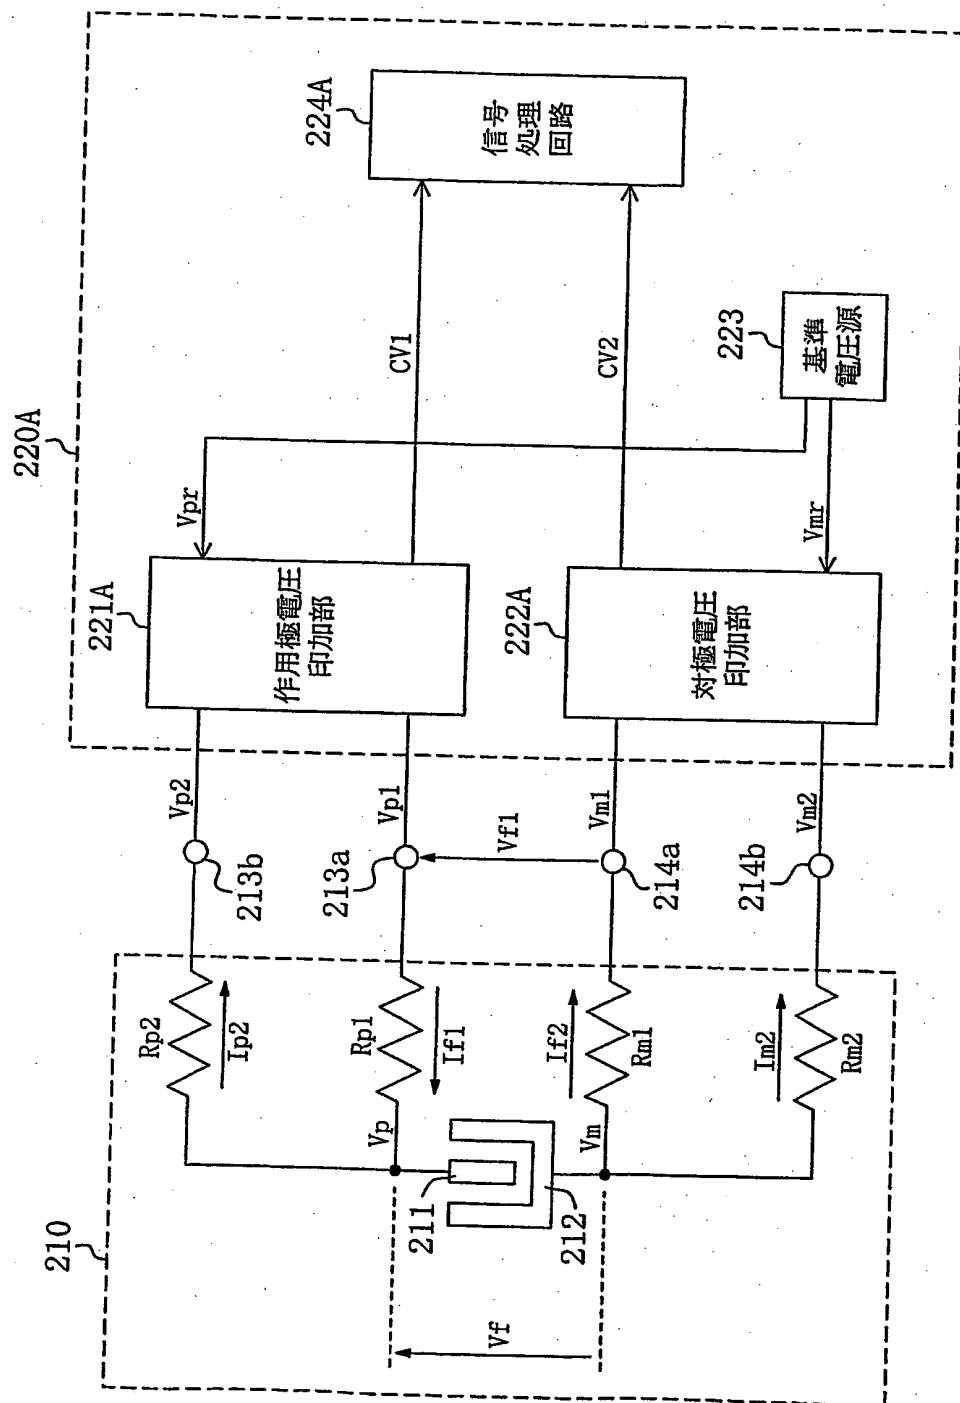 220A
224A
信号
処理
回路
CV1
CV2
223
基準
電圧源
Vpr
Vmr
221A
作用極電圧
印加部
222A
対極電圧
印加部
Vp2
Vp1
Vm1
Vm2
213b
213a
Vf1
214a
214b
210
Rp2
Ip2
Rp1
If1
If2
Rm1
Im2
Rm2
Vp
Vm
211
212
Vf